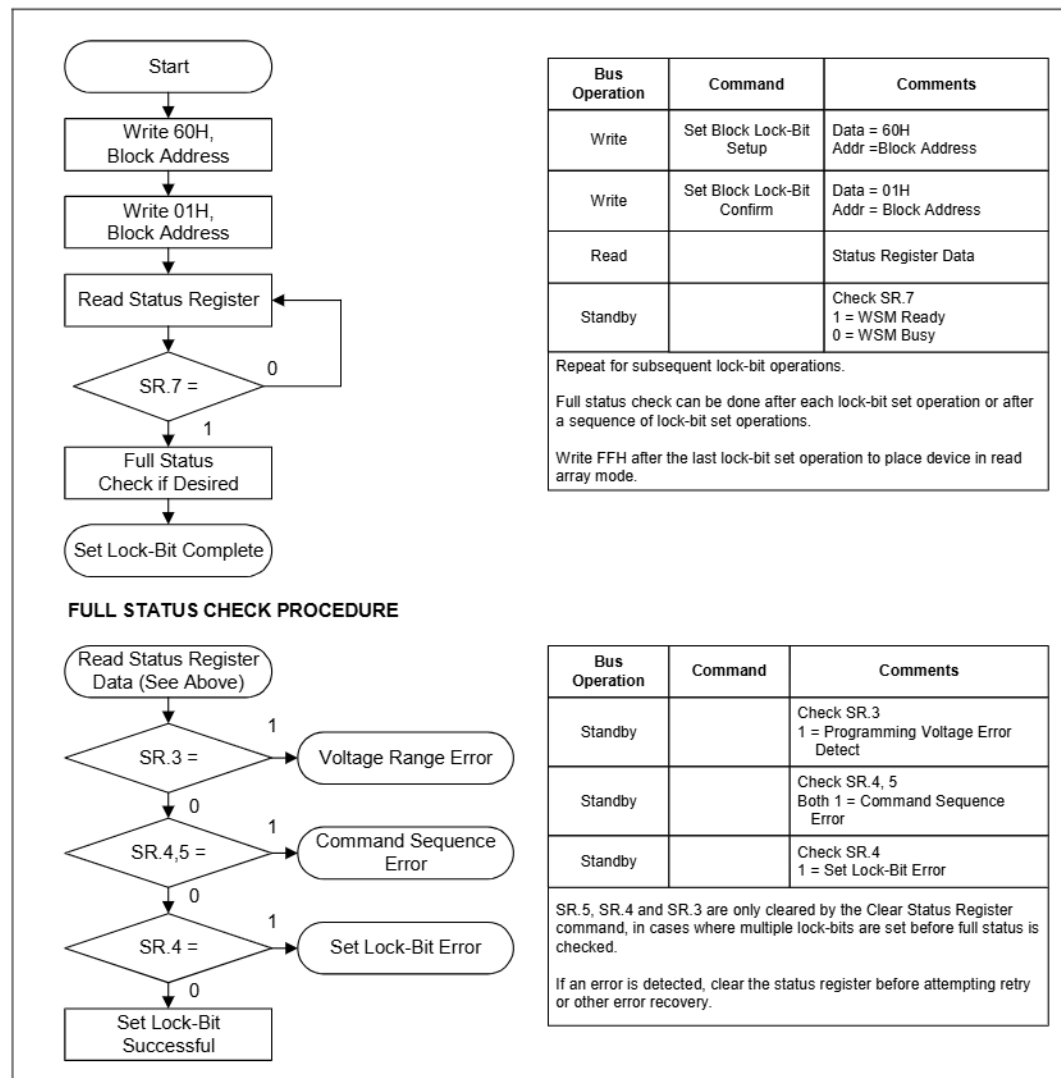 Start
Write 60H,
Block Address
Write 01H,
Block Address
Read Status Register
0
SR.7 =
1
Full Status
Check if Desired
Set Lock-Bit Complete
Bus
Operation
Command
Comments
Write
Set Block Lock-Bit
Setup
Data = 60H
Addr =Block Address
Write
Set Block Lock-Bit
Confirm
Data = 01H
Addr = Block Address
Read
Status Register Data
Standby
Check SR.7
1 = WSM Ready
0 = WSM Busy
Repeat for subsequent lock-bit operations.
Full status check can be done after each lock-bit set operation or after
a sequence of lock-bit set operations.
Write FFH after the last lock-bit set operation to place device in read
array mode.
FULL STATUS CHECK PROCEDURE
Read Status Register
Data (See Above)
1
SR.3 =
Voltage Range Error
0
1
SR.4,5 =
Command Sequence
Error
0
1
SR.4 =
Set Lock-Bit Error
0
Set Lock-Bit
Successful
Bus
Operation
Command
Comments
Standby
Check SR.3
1 = Programming Voltage Error
Detect
Standby
Check SR.4, 5
Both 1 = Command Sequence
Error
Standby
Check SR.4
1 = Set Lock-Bit Error
SR.5, SR.4 and SR.3 are only cleared by the Clear Status Register
command, in cases where multiple lock-bits are set before full status is
checked.
If an error is detected, clear the status register before attempting retry
or other error recovery.